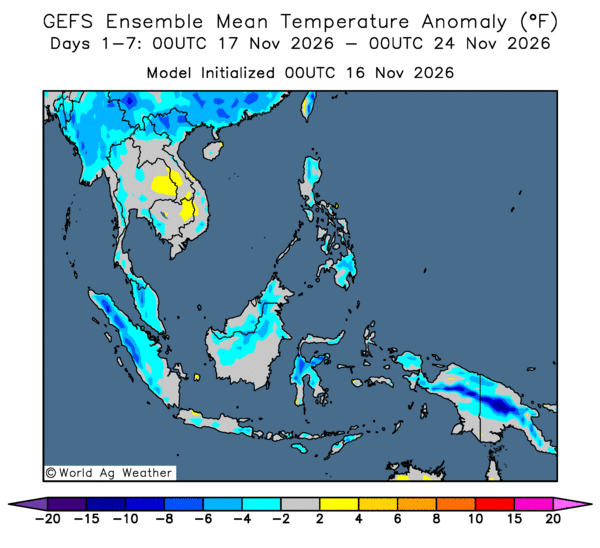 GEFS Ensemble Mean Temperature Anomaly (°F)
Days 1-7: 00UTC 17 Nov 2026 - 00UTC 24 Nov 2026
Model Initialized 00UTC 16 Nov 2026
© World Ag Weather
-20 -15 -10 -8 -6 -4 -2 2 4 6 8 10 15 20